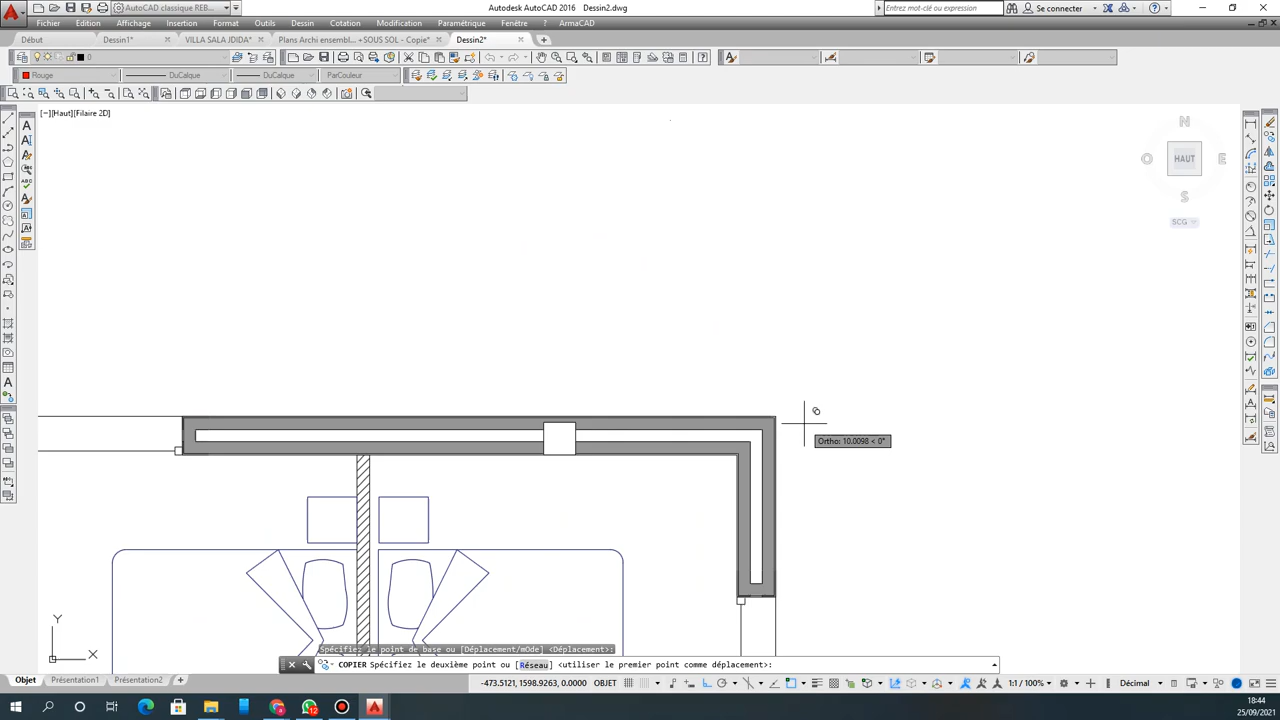 AutoCAD classique REB...
Autodesk AutoCAD 2016 Dessin2.dwg
Entrez mot-clé ou expression
Se connecter
Fichier Edition Affichage Insertion Format Outils Dessin Cotation Modification Paramétrique Fenêtre ? ArmaCAD
Début Dessin1* VILLA SALA JDIDA* Plans Archi ensembl... +SOUS SOL - Copie* Dessin2*
0
Rouge DuCalque DuCalque ParCouleur
[−][Haut][Filaire 2D]
N
O HAUT E
S
SCG
Ortho: 10.0098 < 0°
Y
X
Spécifiez le point de base ou [Déplacement/mOde] <Déplacement>:
COPIER Spécifiez le deuxième point ou [Réseau] <utiliser le premier point comme déplacement>:
Objet Présentation1 Présentation2 +
-473.5121, 1598.9263, 0.0000 OBJET 1:1 / 100% Décimal
18:44
25/09/2021